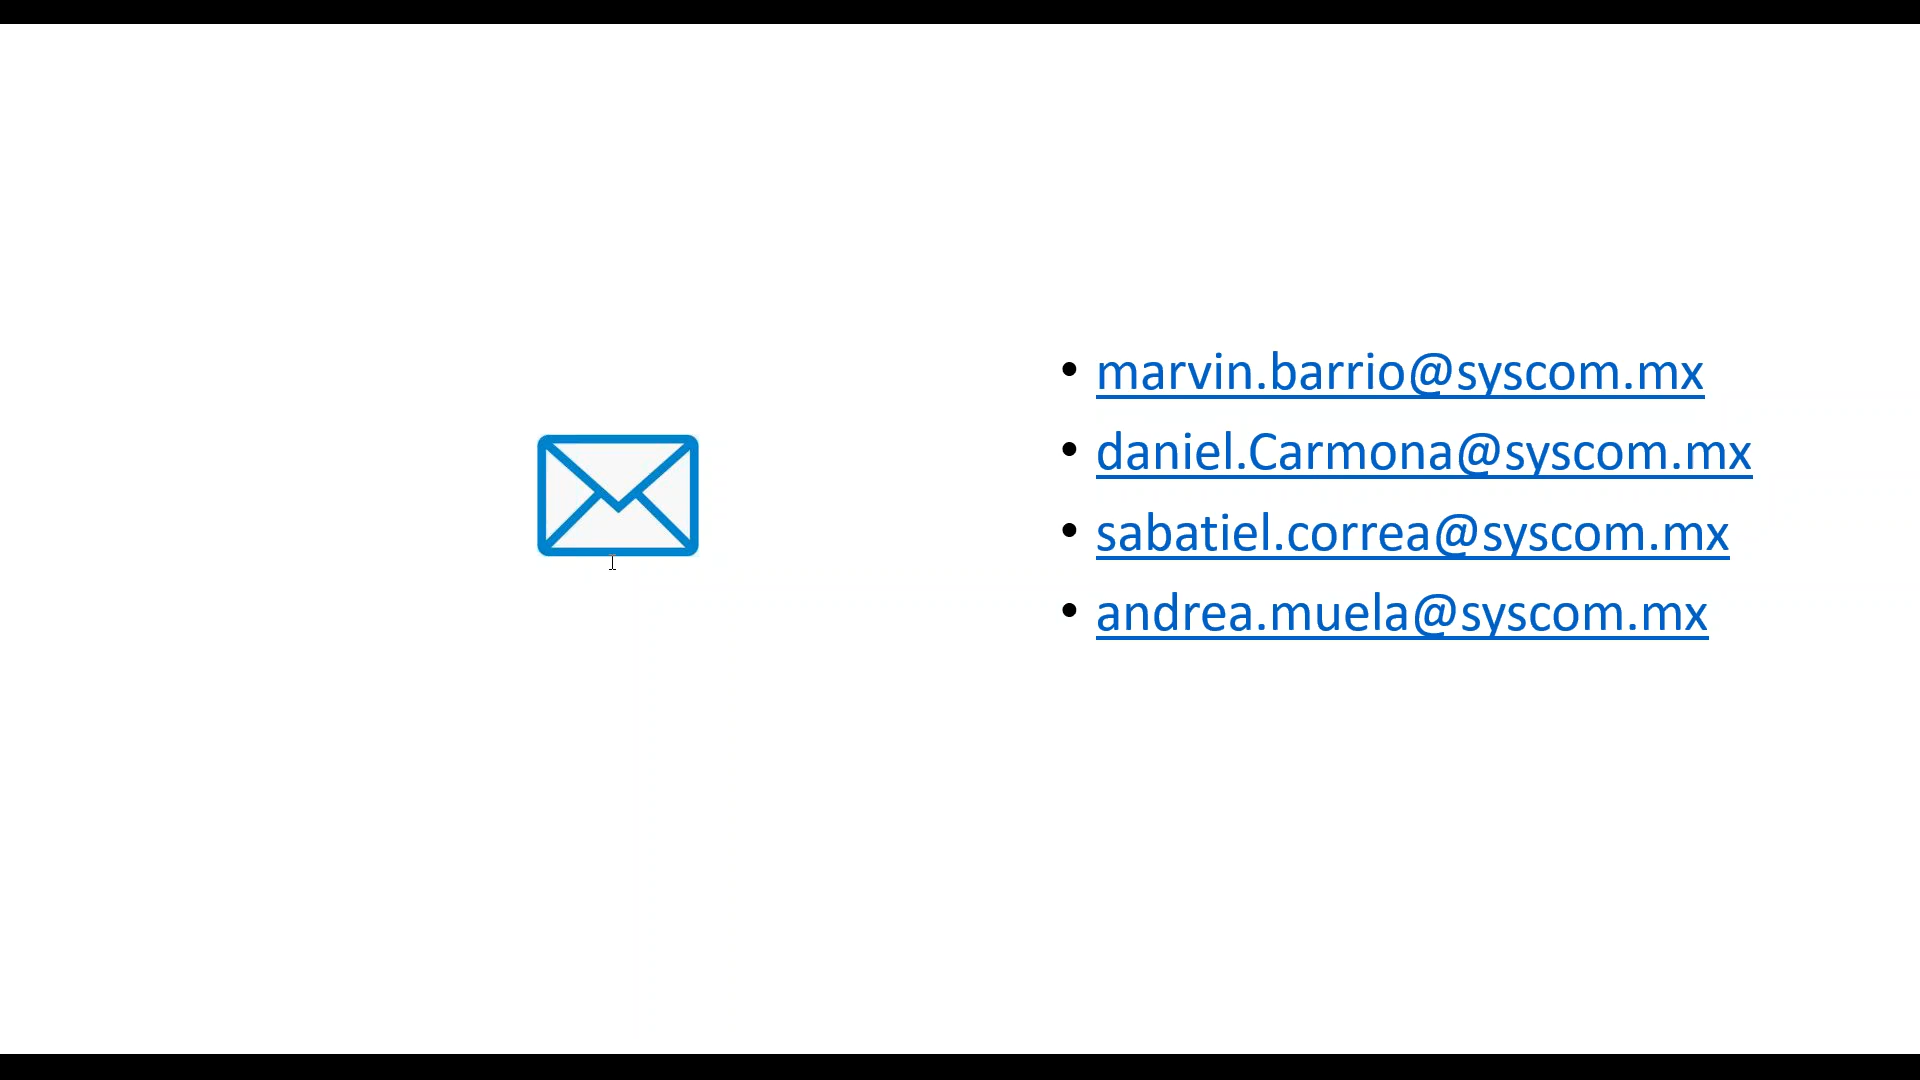 • marvin.barrio@syscom.mx
• daniel.Carmona@syscom.mx
• sabatiel.correa@syscom.mx
• andrea.muela@syscom.mx